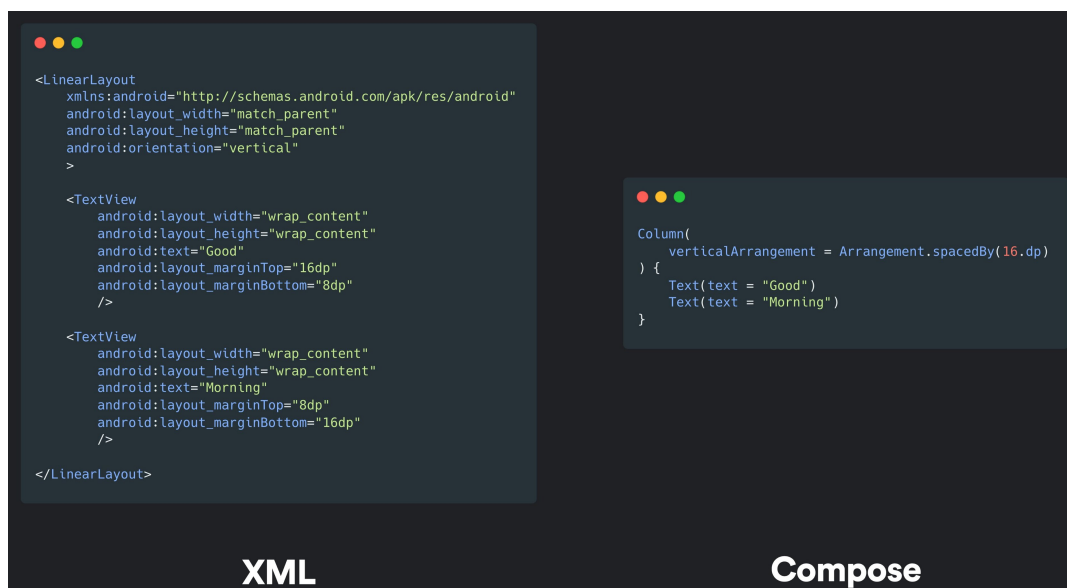 <LinearLayout
xmlns:android="http://schemas.android.com/apk/res/android"
android:layout_width="match_parent"
android:layout_height="match_parent"
android:orientation="vertical"
>
<TextView
android:layout_width="wrap_content"
android:layout_height="wrap_content"
android:text="Good"
android:layout_marginTop="16dp"
android:layout_marginBottom="8dp"
/>
<TextView
android:layout_width="wrap_content"
android:layout_height="wrap_content"
android:text="Morning"
android:layout_marginTop="8dp"
android:layout_marginBottom="16dp"
/>
</LinearLayout>
XML
Column(
verticalArrangement = Arrangement.spacedBy(16.dp)
) {
Text(text = "Good")
Text(text = "Morning")
}
Compose